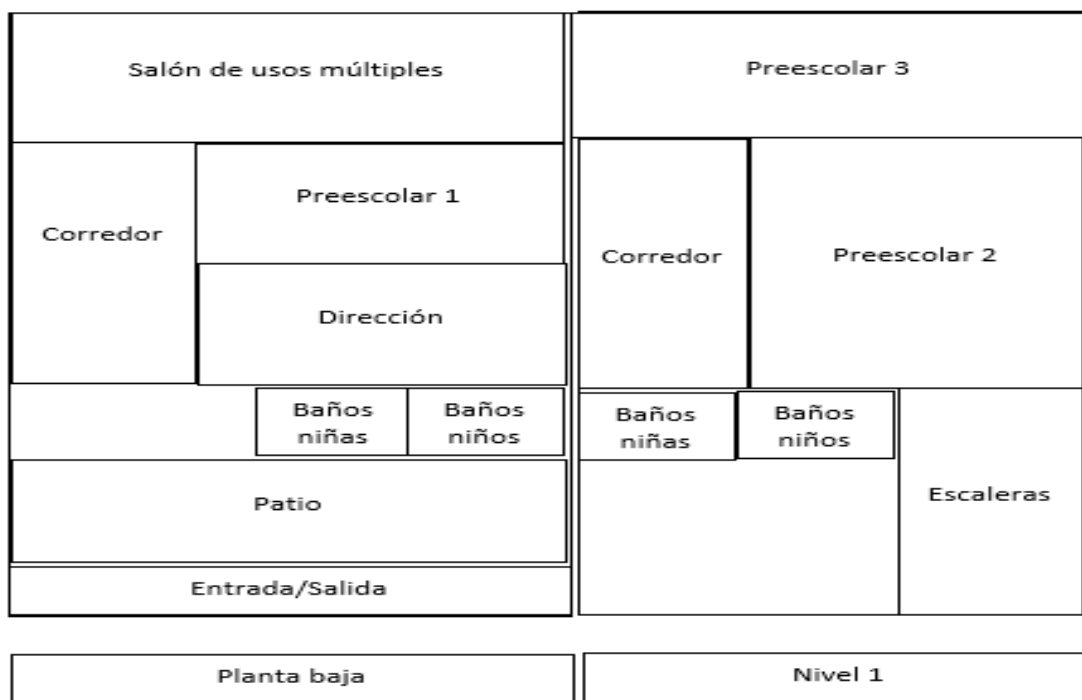 Salón de usos múltiples
Preescolar 1
Corredor
Dirección
Baños
niñas
Baños
niños
Patio
Entrada/Salida
Planta baja
Preescolar 3
Corredor
Preescolar 2
Baños
niñas
Baños
niños
Escaleras
Nivel 1